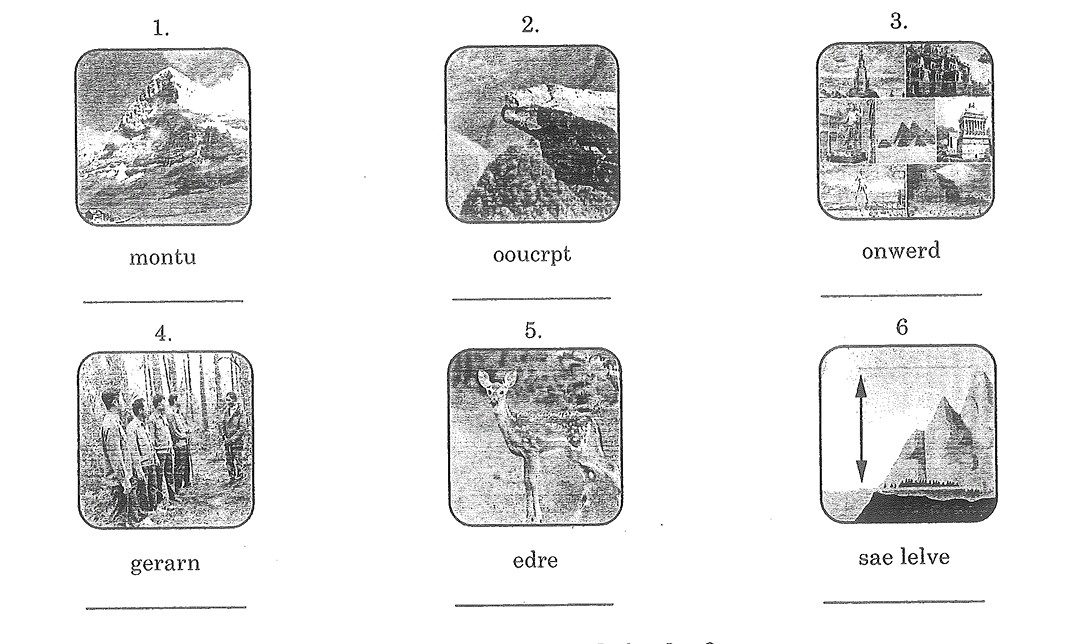 1. 2. 3.
montu ooucrpt onwerd
4. 5. 6
gerarn edre sae lelve